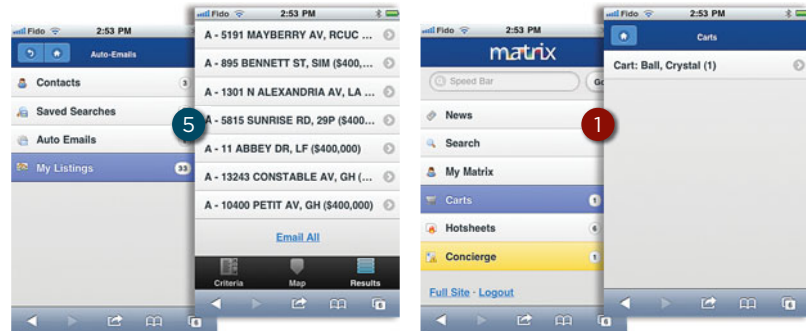 Fido 2:53 PM
Auto-Emails
Contacts 3
Saved Searches
Auto Emails
My Listings 33
6
5
Fido 2:53 PM
A - 5191 MAYBERRY AV, RCUC ...
A - 895 BENNETT ST, SIM ($400,...
A - 1301 N ALEXANDRIA AV, LA ...
A - 5815 SUNRISE RD, 29P ($400...
A - 11 ABBEY DR, LF ($400,000)
A - 13243 CONSTABLE AV, GH (...
A - 10400 PETIT AV, GH ($400,000)
Email All
Criteria Map Results
6
Fido 2:53 PM
matrix
Speed Bar Go
News
Search
My Matrix
Carts 1
Hotsheets 6
Concierge 1
Full Site · Logout
6
1
Fido 2:53 PM
Carts
Cart: Ball, Crystal (1)
6